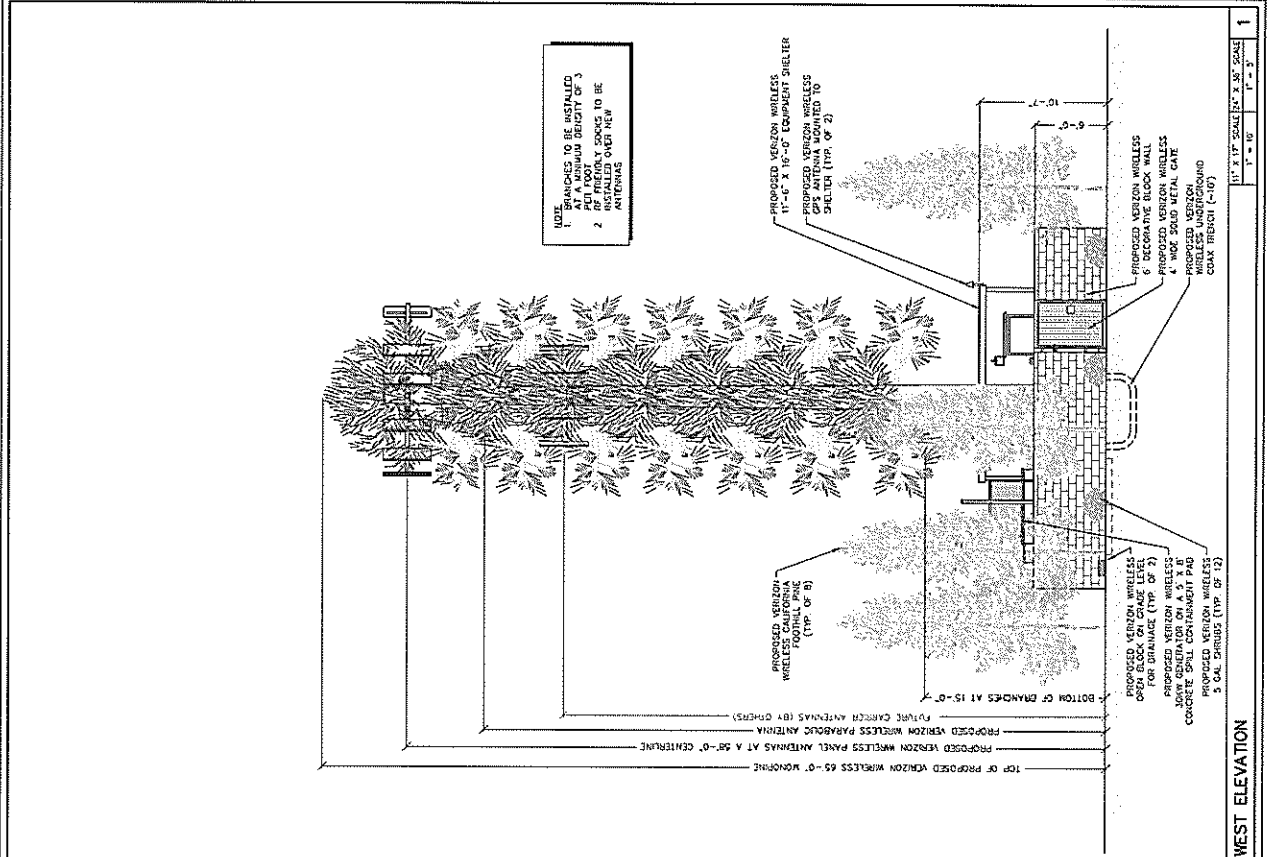 NOTE
1. BRANCHES TO BE INSTALLED
AT A MINIMUM DENSITY OF 3
PER FOOT
2 RF FRIENDLY SOCKS TO BE
INSTALLED OVER NEW
ANTENNAS
PROPOSED VERIZON WIRELESS
11'-6" X 16'-0" EQUIPMENT SHELTER
PROPOSED VERIZON WIRELESS
GPS ANTENNA MOUNTED TO
SHELTER (TYP. OF 2)
10'-7"
6'-0"
PROPOSED VERIZON
WIRELESS CALIFORNIA
FOOTHILL PINE
(TYP. OF 8)
TOP OF PROPOSED VERIZON WIRELESS 65'-0" MONOPINE
PROPOSED VERIZON WIRELESS PANEL ANTENNAS AT A 58'-0" CENTERLINE
PROPOSED VERIZON WIRELESS PARABOLIC ANTENNA
FUTURE CARRIER ANTENNAS (BY OTHERS)
BOTTOM OF BRANCHES AT 15'-0"
PROPOSED VERIZON WIRELESS
OPEN BLOCK ON GRADE LEVEL
FOR DRAINAGE (TYP. OF 2)
PROPOSED VERIZON WIRELESS
30KW GENERATOR ON A 5' X 8'
CONCRETE SPILL CONTAINMENT PAD
PROPOSED VERIZON WIRELESS
5 GAL SHRUBS (TYP. OF 12)
PROPOSED VERIZON WIRELESS
6' DECORATIVE BLOCK WALL
PROPOSED VERIZON WIRELESS
4' WIDE SOLID METAL GATE
PROPOSED VERIZON
WIRELESS UNDERGROUND
COAX TRENCH (~10')
WEST ELEVATION
11" X 17" SCALE
1" = 10'
24" X 36" SCALE
1" = 5'
1